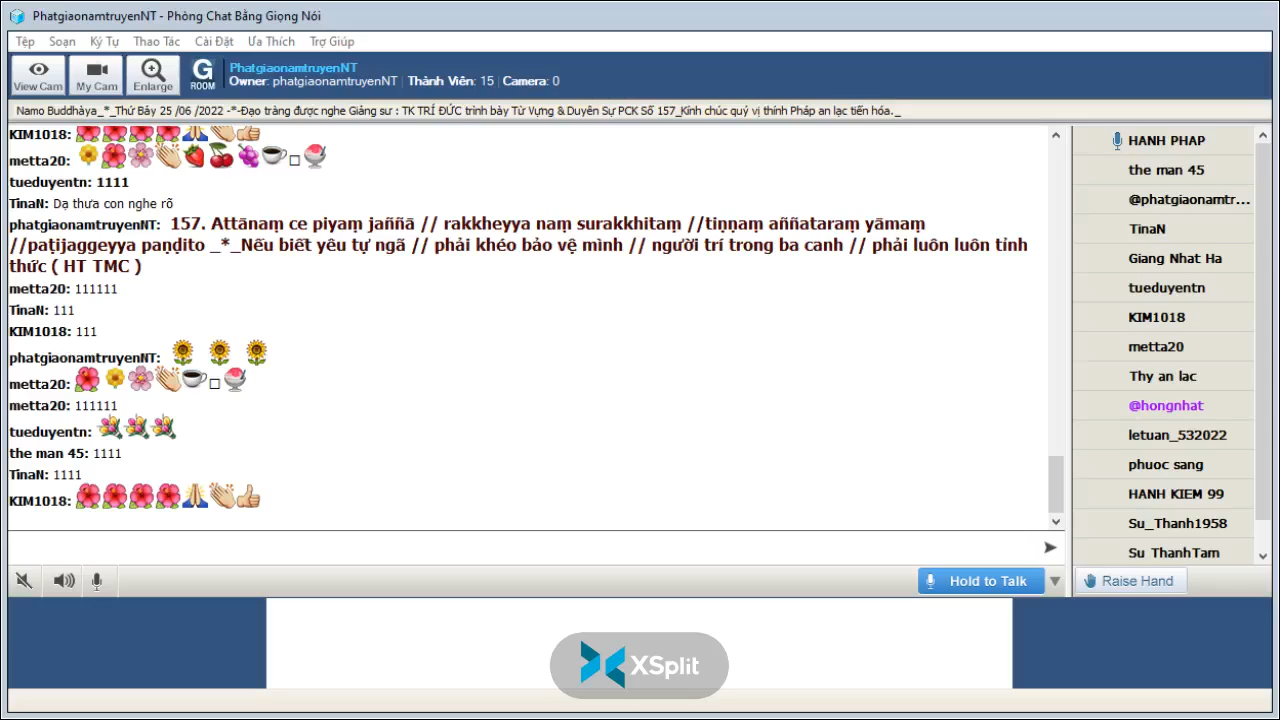 PhatgiaonamtruyenNT - Phòng Chat Bằng Giọng Nói
Tệp Soạn Ký Tự Thao Tác Cài Đặt Ưa Thích Trợ Giúp
View Cam My Cam Enlarge G ROOM
PhatgiaonamtruyenNT
Owner: phatgiaonamtruyenNT | Thành Viên: 15 | Camera: 0
Namo Buddhàya_*_Thứ Bảy 25 /06 /2022 -*-Đạo tràng được nghe Giảng sư : TK TRÍ ĐỨC trình bày Từ Vựng & Duyên Sự PCK Số 157_Kính chúc quý vị thính Pháp an lạc tiến hóa._
KIM1018:
metta20:
tueduyentn: 1111
TinaN: Dạ thưa con nghe rõ
phatgiaonamtruyenNT: 157. Attānaṃ ce piyaṃ jaññā // rakkheyya naṃ surakkhitaṃ //tiṇṇaṃ aññataraṃ yāmaṃ
//paṭijaggeyya paṇḍito _*_Nếu biết yêu tự ngã // phải khéo bảo vệ mình // người trí trong ba canh // phải luôn luôn tỉnh
thức ( HT TMC )
metta20: 111111
TinaN: 111
KIM1018: 111
phatgiaonamtruyenNT:
metta20:
metta20: 111111
tueduyentn:
the man 45: 1111
TinaN: 1111
KIM1018:
HANH PHAP
the man 45
@phatgiaonamtr...
TinaN
Giang Nhat Ha
tueduyentn
KIM1018
metta20
Thy an lac
@hongnhat
letuan_532022
phuoc sang
HANH KIEM 99
Su_Thanh1958
Su ThanhTam
Hold to Talk
Raise Hand
XSplit